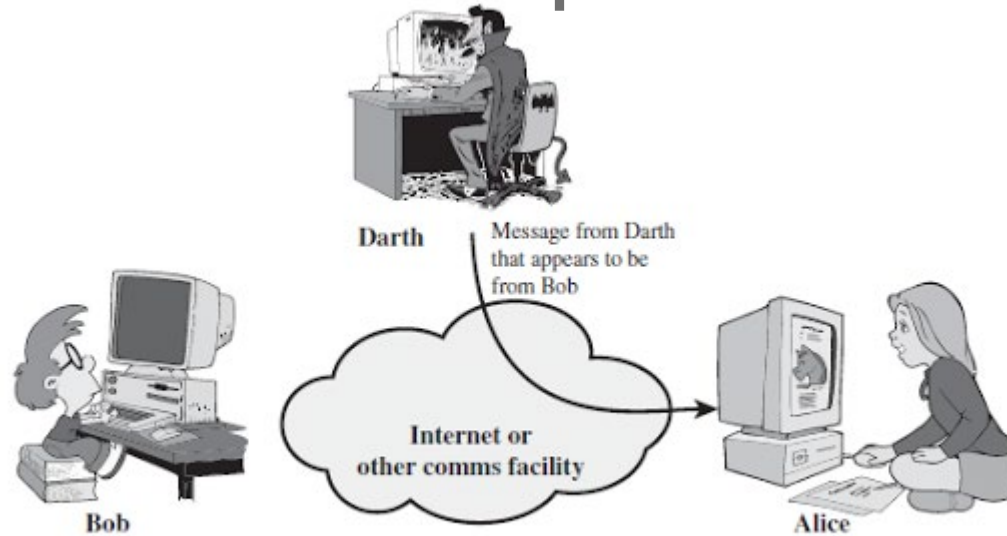 Darth
Message from Darth
that appears to be
from Bob
Internet or
other comms facility
Bob
Alice